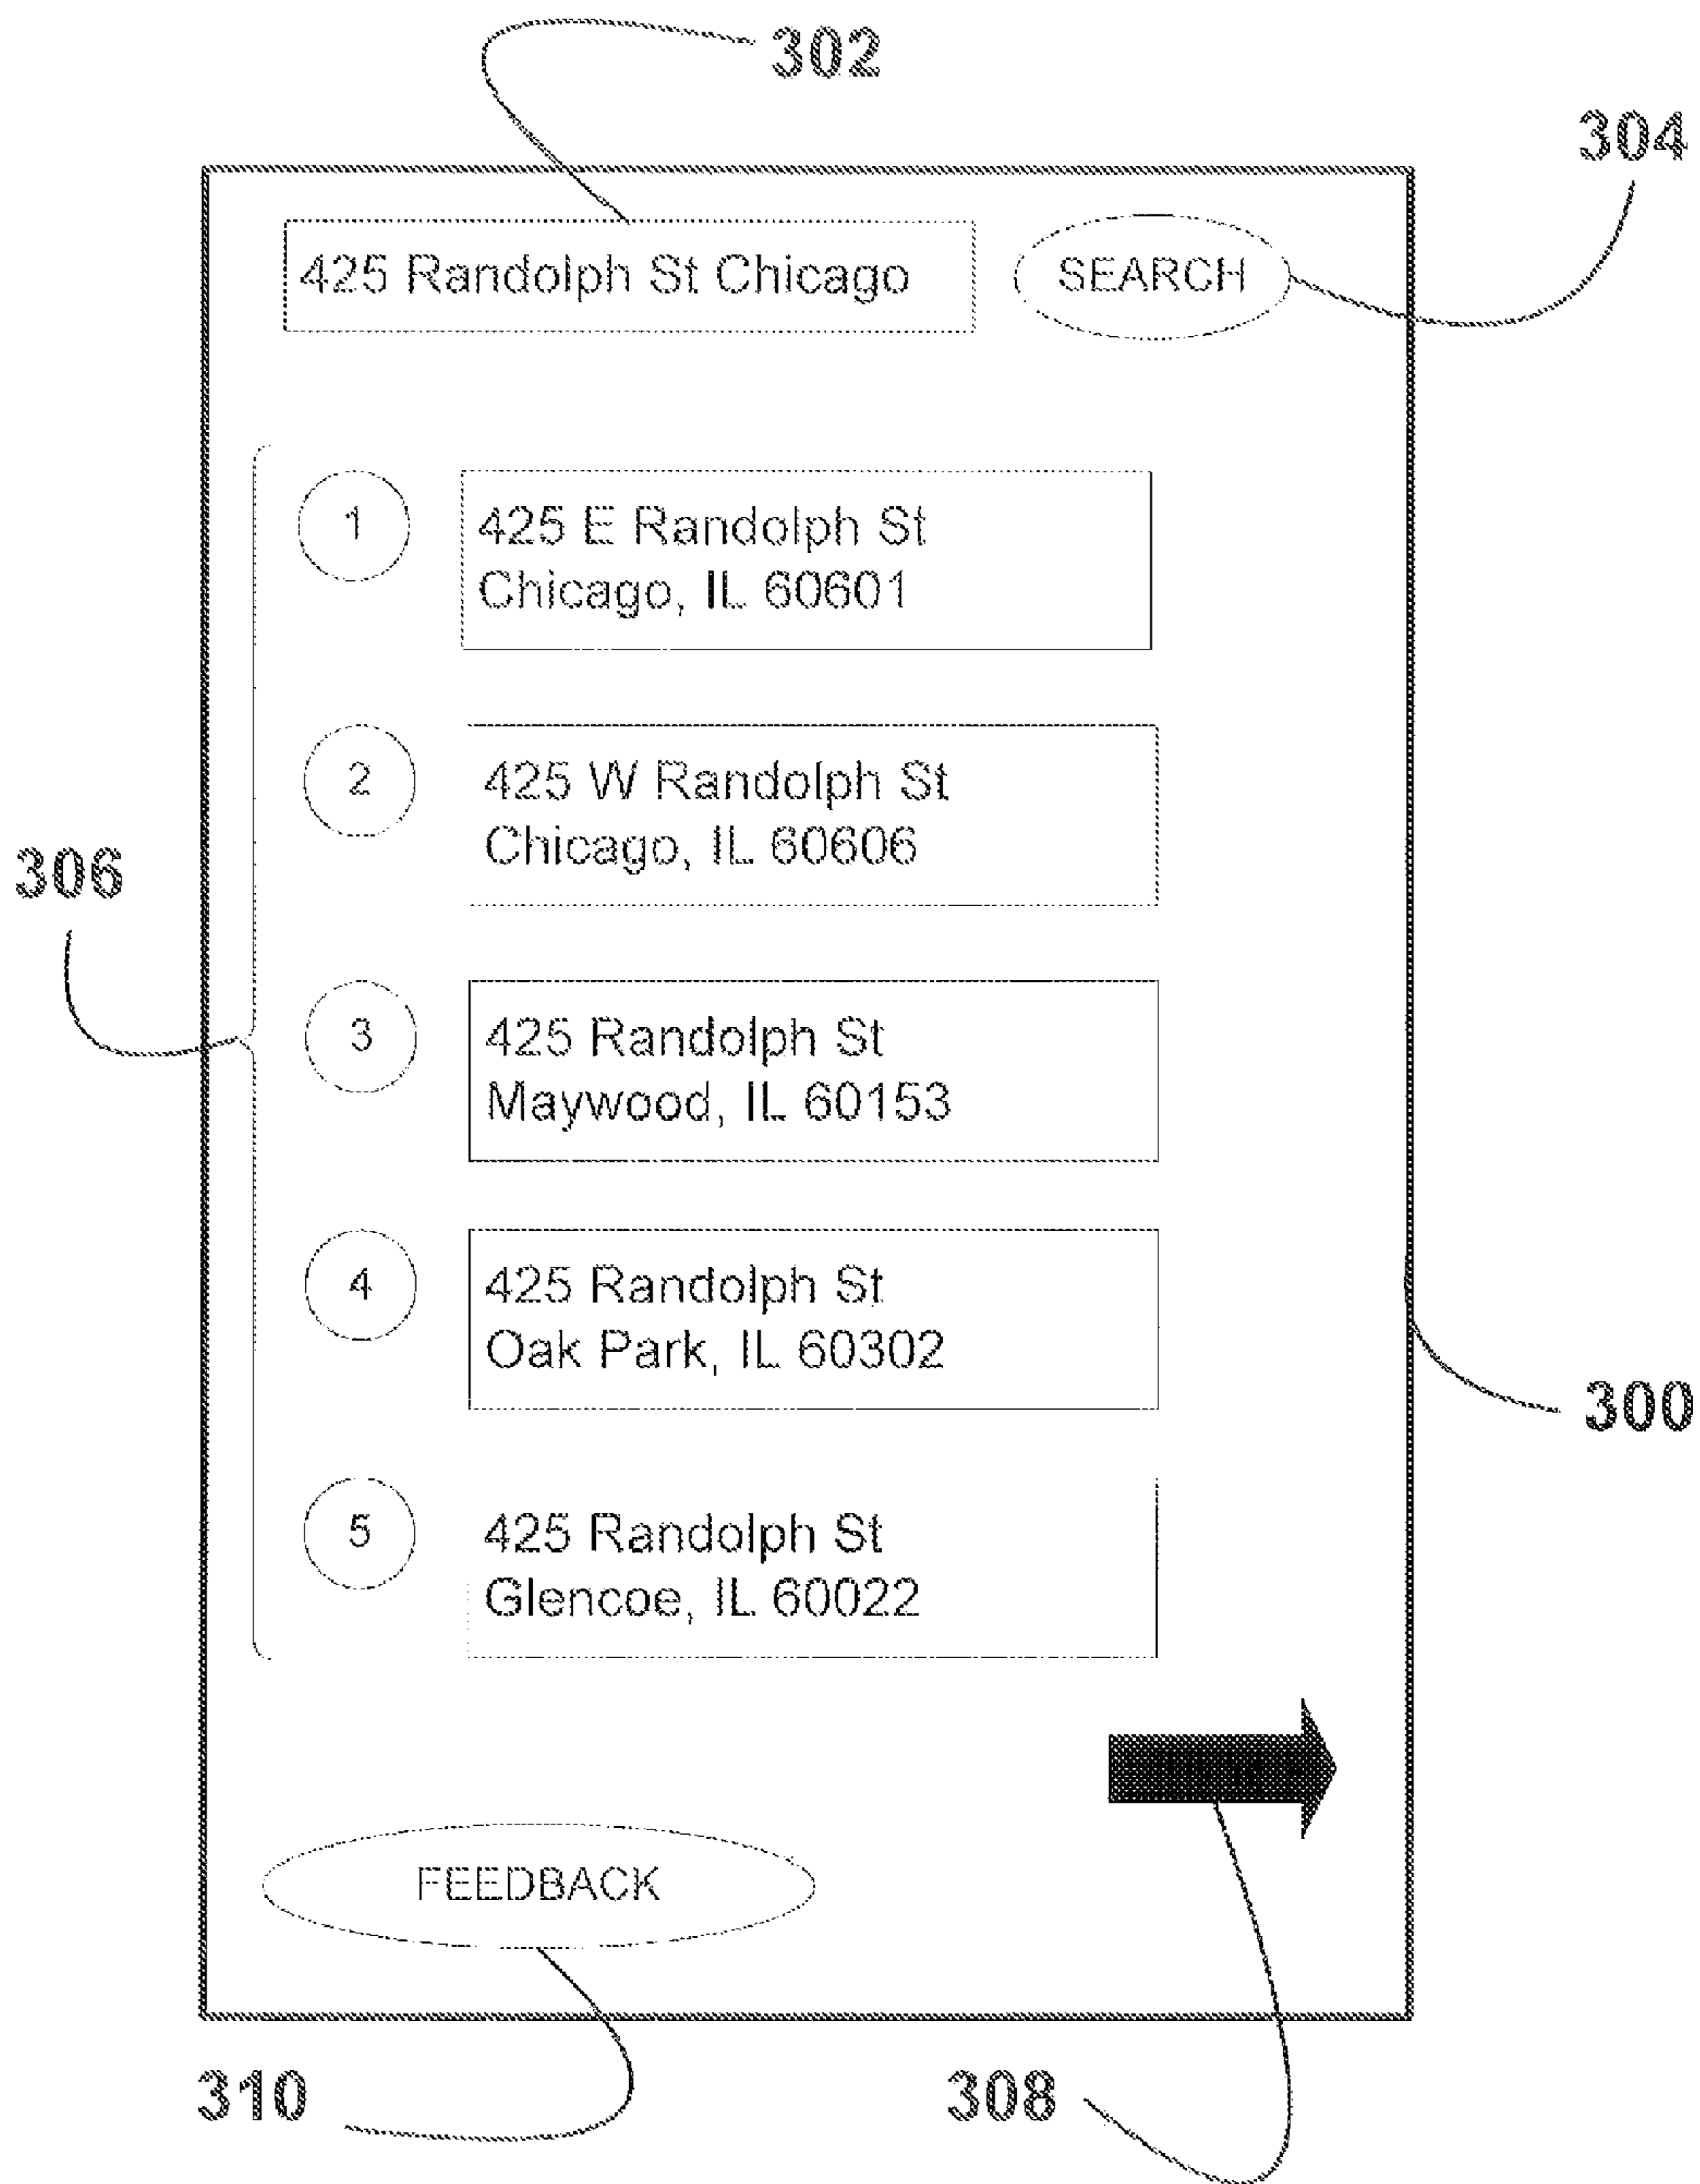 302
304
425 Randolph St Chicago
SEARCH
1
425 E Randolph St
Chicago, IL 60601
2
425 W Randolph St
Chicago, IL 60606
306
3
425 Randolph St
Maywood, IL 60153
4
425 Randolph St
Oak Park, IL 60302
300
5
425 Randolph St
Glencoe, IL 60022
FEEDBACK
310
308